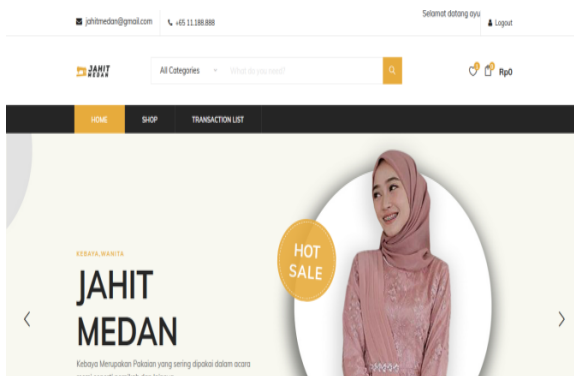 jahitmedan@gmail.com
+65 11.188.888
Selamat datang ayu
Logout
JAHIT
MEDAN
All Categories
What do you need?
Rp0
HOME
SHOP
TRANSACTION LIST
KEBAYA,WANITA
JAHIT
MEDAN
HOT
SALE
Kebaya Merupakan Pakaian yang sering dipakai dalam acara